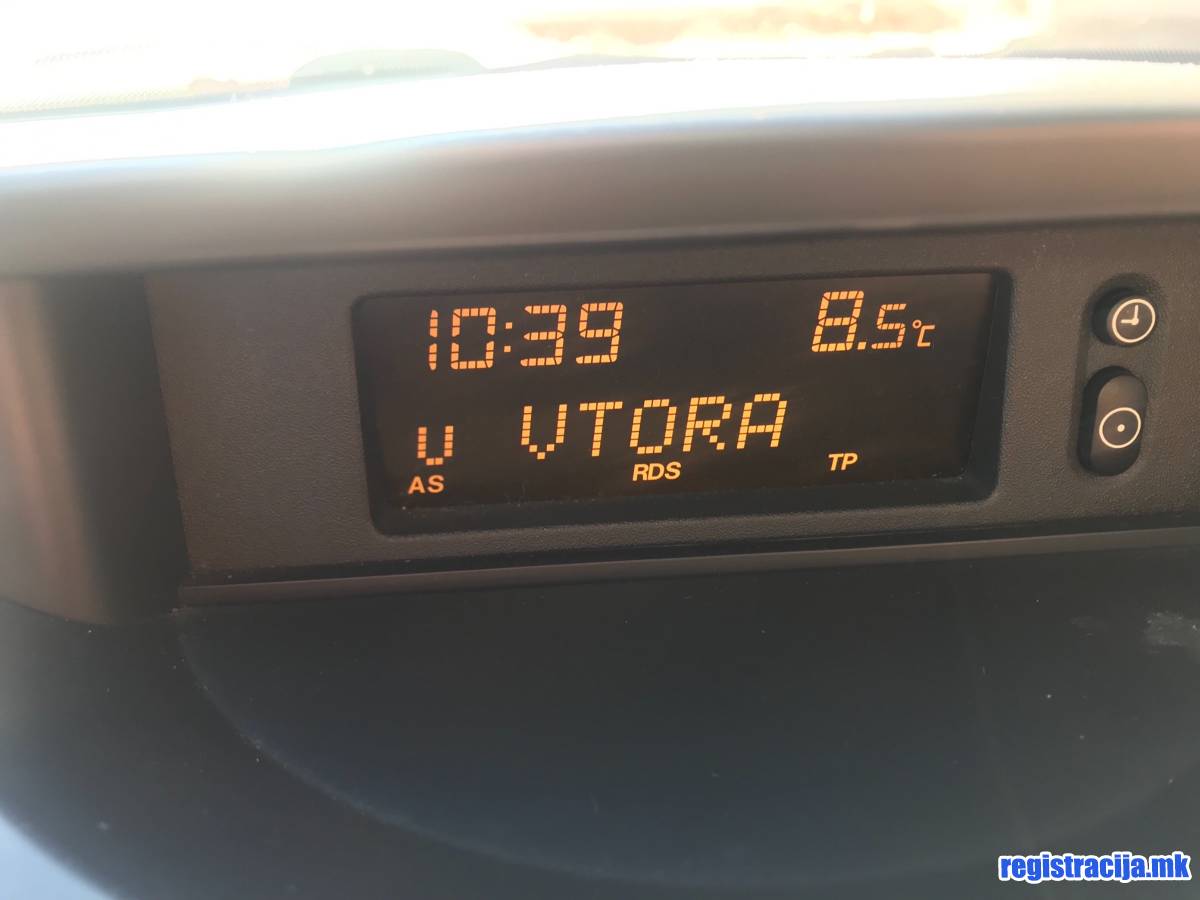 10:39 8.5°C
U VTORA
AS RDS TP
registracija.mk